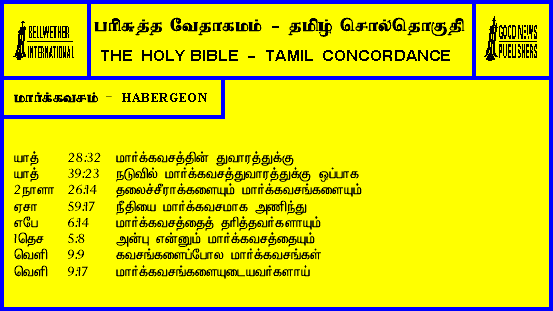 BELLWETHER
INTERNATIONAL
பரிசுத்த வேதாகமம் - தமிழ் சொல்தொகுதி
THE HOLY BIBLE - TAMIL CONCORDANCE
GOOD NEWS
PUBLISHERS
மார்க்கவசம் - HABERGEON
யாத் 28:32 மார்க்கவசத்தின் துவாரத்துக்கு
யாத் 39:23 நடுவில் மார்க்கவசத்துவாரத்துக்கு ஒப்பாக
2நாளா 26:14 தலைச்சீராக்களையும் மார்க்கவசங்களையும்
ஏசா 59:17 நீதியை மார்க்கவசமாக அணிந்து
எபே 6:14 மார்க்கவசத்தைத் தரித்தவர்களாயும்
1தெச 5:8 அன்பு என்னும் மார்க்கவசத்தையும்
வெளி 9:9 கவசங்களைப்போல மார்க்கவசங்கள்
வெளி 9:17 மார்க்கவசங்களையுடையவர்களாய்